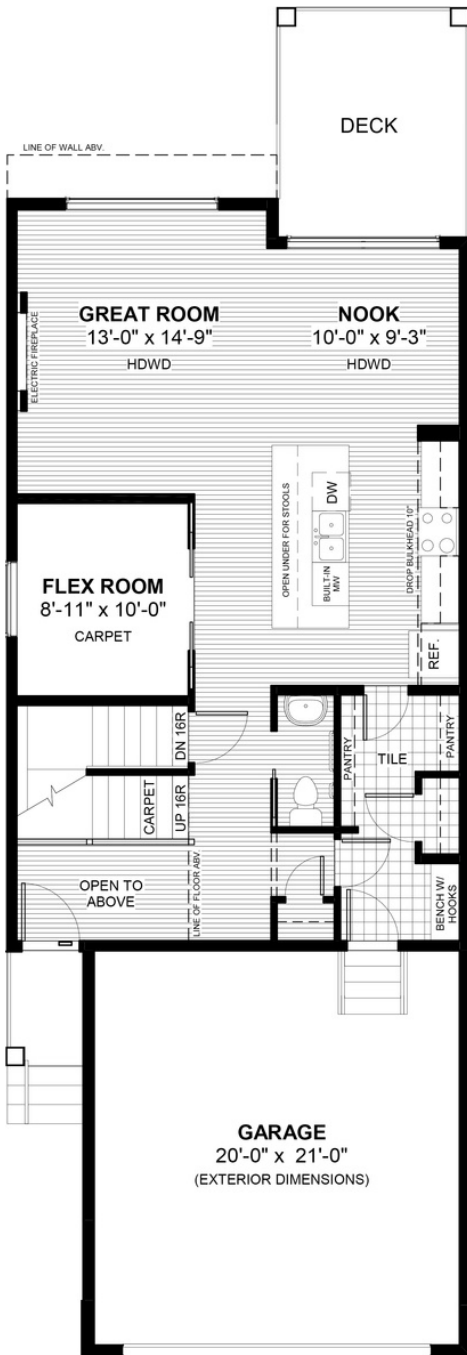 DECK
LINE OF WALL ABV.
GREAT ROOM
13'-0" x 14'-9"
HDWD
NOOK
10'-0" x 9'-3"
HDWD
ELECTRIC FIREPLACE
OPEN UNDER FOR STOOLS
DW
BUILT-IN
MW
DROP BULKHEAD 10"
REF.
FLEX ROOM
8'-11" x 10'-0"
CARPET
DN 16R
UP 16R
CARPET
PANTRY
TILE
PANTRY
OPEN TO
ABOVE
LINE OF FLOOR ABV.
BENCH W/
HOOKS
GARAGE
20'-0" x 21'-0"
(EXTERIOR DIMENSIONS)